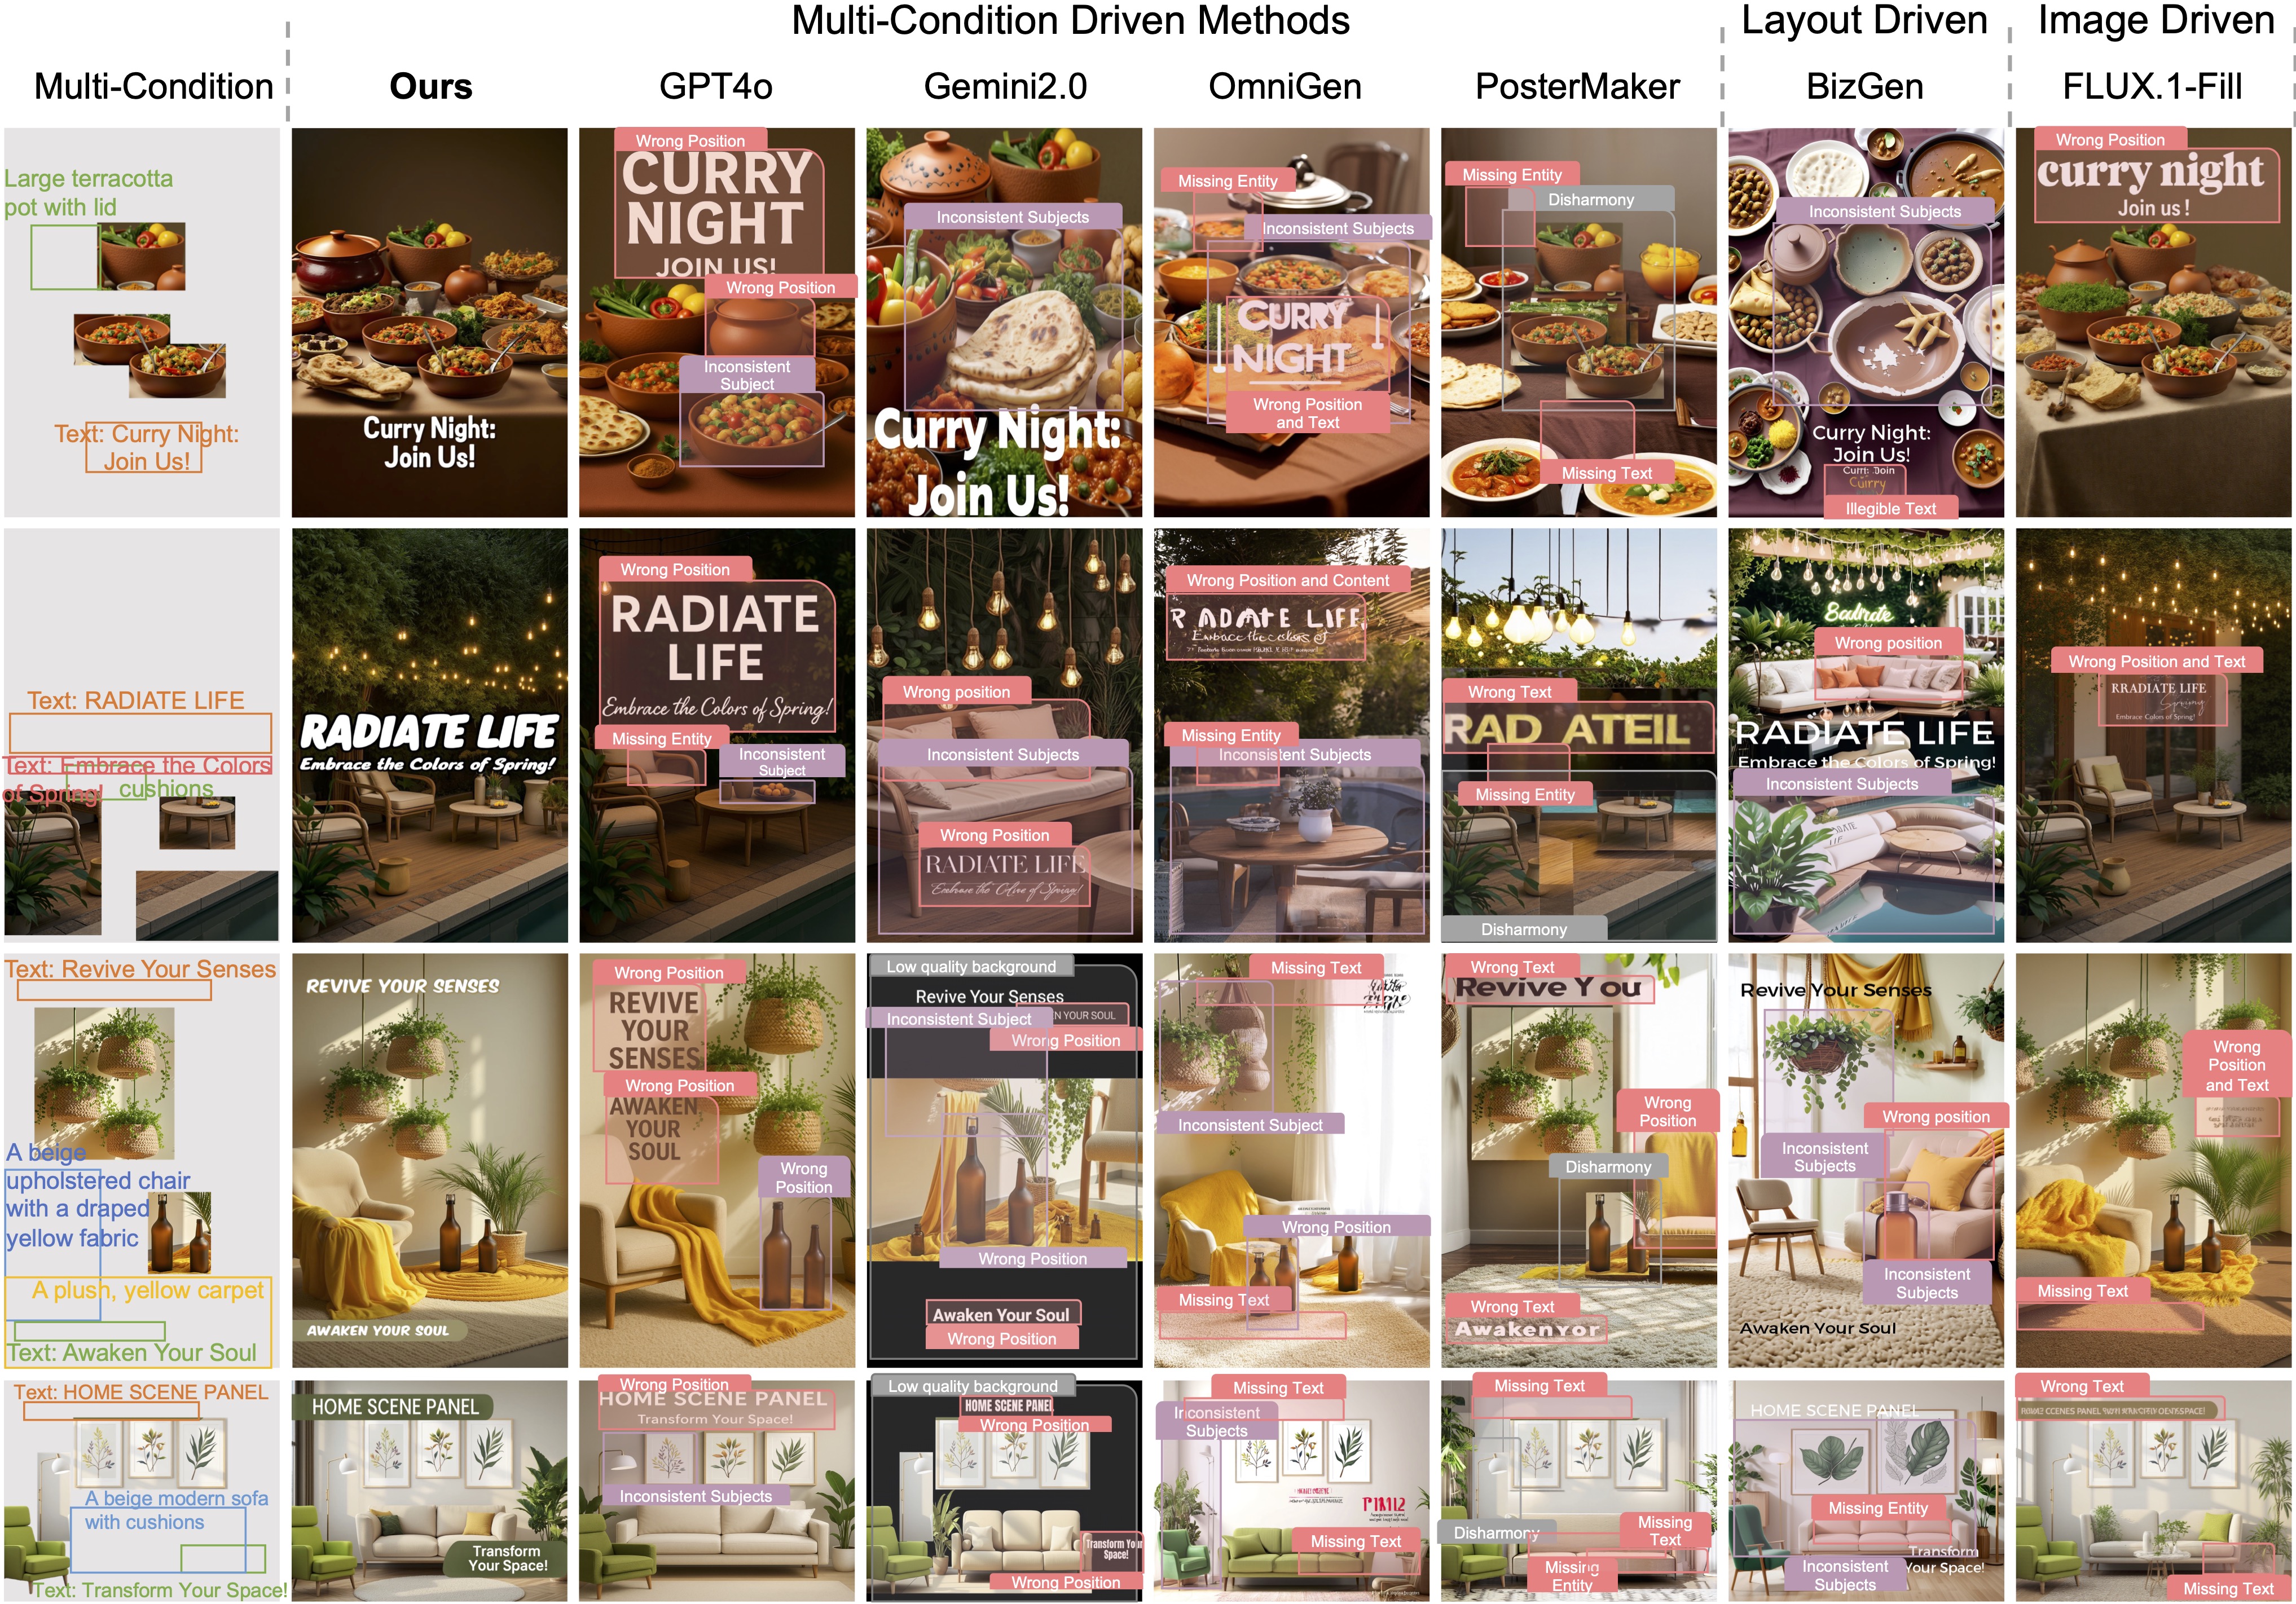 Multi-Condition Driven Methods
Layout Driven
Image Driven
Multi-Condition
Ours
GPT4o
Gemini2.0
OmniGen
PosterMaker
BizGen
FLUX.1-Fill
Large terracotta
pot with lid
Text: Curry Night:
Join Us!
Curry Night:
Join Us!
Wrong Position
CURRY
NIGHT
JOIN US!
Wrong Position
Inconsistent
Subject
Inconsistent Subjects
Curry Night:
Join Us!
Missing Entity
Inconsistent Subjects
CURRY
NIGHT
Wrong Position
and Text
Missing Entity
Disharmony
Missing Text
Inconsistent Subjects
Curry Night:
Join Us!
Curry
Illegible Text
Wrong Position
curry night
Join us !
Text: RADIATE LIFE
Text: Embrace the Colors
of Spring!
cushions
RADIATE LIFE
Embrace the Colors of Spring!
Wrong Position
RADIATE
LIFE
Embrace the Colors of Spring!
Missing Entity
Inconsistent
Subject
Wrong position
Inconsistent Subjects
Wrong Position
RADIATE LIFE
Wrong Position and Content
R ADIATE LIFE
Embrace the colors of
Missing Entity
Inconsistent Subjects
Wrong Text
RAD ATEIL
Missing Entity
Disharmony
Wrong position
RADIATE LIFE
Embrace the Colors of Spring!
Inconsistent Subjects
Wrong Position and Text
RRADIATE LIFE
Spring
Embrace Colors of Spring!
Text: Revive Your Senses
A beige
upholstered chair
with a draped
yellow fabric
A plush, yellow carpet
Text: Awaken Your Soul
REVIVE YOUR SENSES
AWAKEN YOUR SOUL
Wrong Position
REVIVE
YOUR
SENSES
Wrong Position
AWAKEN
YOUR
SOUL
Wrong
Position
Low quality background
Revive Your Senses
Inconsistent Subject
N YOUR SOUL
Wrong Position
Wrong Position
Awaken Your Soul
Wrong Position
Missing Text
Inconsistent Subject
Wrong Position
Missing Text
Wrong Text
Revive Y ou
Wrong
Position
Disharmony
Wrong Text
Awakenyor
Revive Your Senses
Wrong position
Inconsistent
Subjects
Inconsistent
Subjects
Awaken Your Soul
Wrong
Position
and Text
Missing Text
Text: HOME SCENE PANEL
A beige modern sofa
with cushions
Text: Transform Your Space!
HOME SCENE PANEL
Transform
Your Space!
Wrong Position
HOME SCENE PANEL
Transform Your Space!
Inconsistent Subjects
Low quality background
HOME SCENE PANEL
Wrong Position
Transform You
Space!
Wrong Position
Missing Text
Inconsistent
Subjects
Missing Text
Missing Text
Disharmony
Missing
Text
Missing
Entity
HOME SCENE PANEL
Missing Entity
Transform
Your Space!
Inconsistent
Subjects
Wrong Text
Missing Text